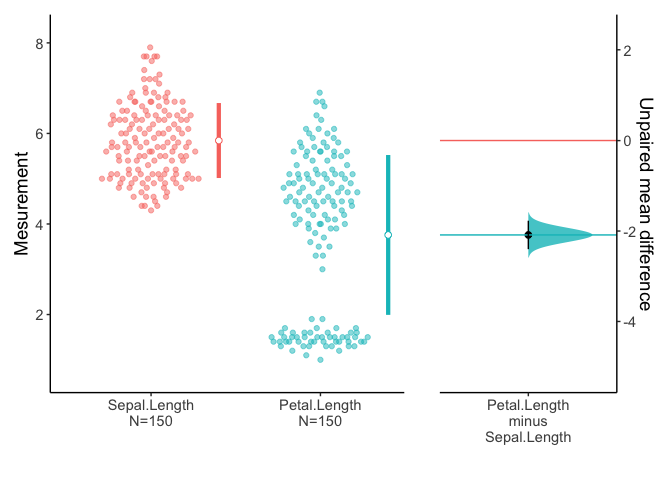 Mesurement
8
6
4
2
Sepal.Length
N=150
Petal.Length
N=150
2
0
-2
-4
Unpaired mean difference
Petal.Length
minus
Sepal.Length